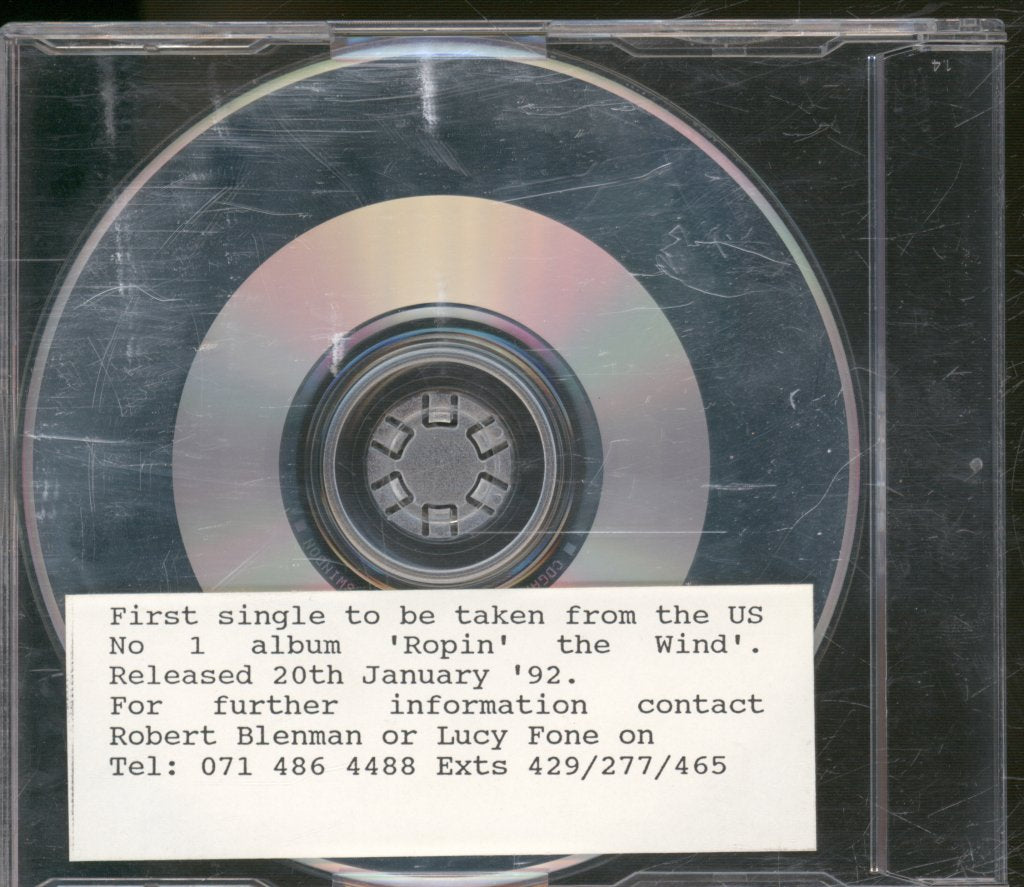 14
First single to be taken from the US
No 1 album 'Ropin' the Wind'.
Released 20th January '92.
For further information contact
Robert Blenman or Lucy Fone on
Tel: 071 486 4488 Exts 429/277/465